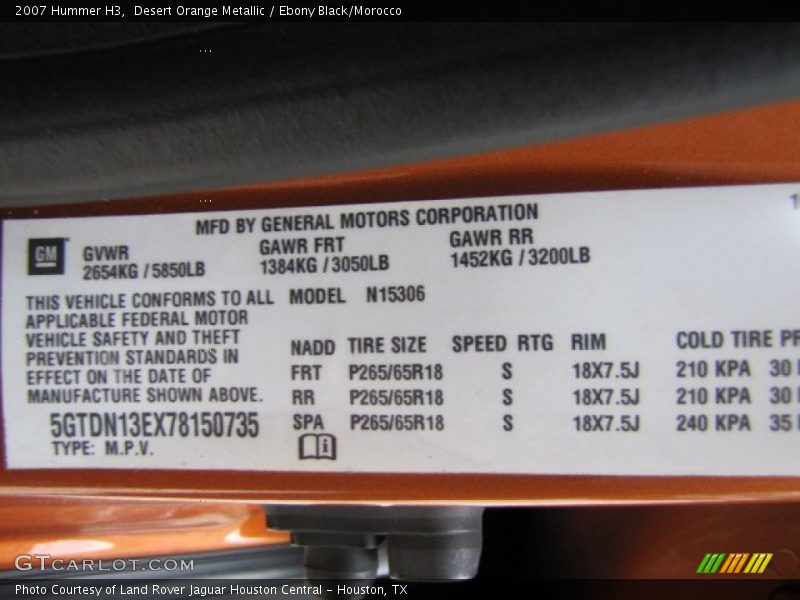 2007 Hummer H3,  Desert Orange Metallic / Ebony Black/Morocco
MFD BY GENERAL MOTORS CORPORATION
GM
GVWR GAWR FRT GAWR RR
2654KG / 5850LB 1384KG / 3050LB 1452KG / 3200LB
THIS VEHICLE CONFORMS TO ALL MODEL N15306
APPLICABLE FEDERAL MOTOR
VEHICLE SAFETY AND THEFT
PREVENTION STANDARDS IN
EFFECT ON THE DATE OF
MANUFACTURE SHOWN ABOVE.
NADD TIRE SIZE SPEED RTG RIM COLD TIRE PR
FRT P265/65R18 S 18X7.5J 210 KPA 30
RR P265/65R18 S 18X7.5J 210 KPA 30
SPA P265/65R18 S 18X7.5J 240 KPA 35
5GTDN13EX78150735
TYPE: M.P.V.
GTCARLOT.COM
Photo Courtesy of Land Rover Jaguar Houston Central - Houston, TX